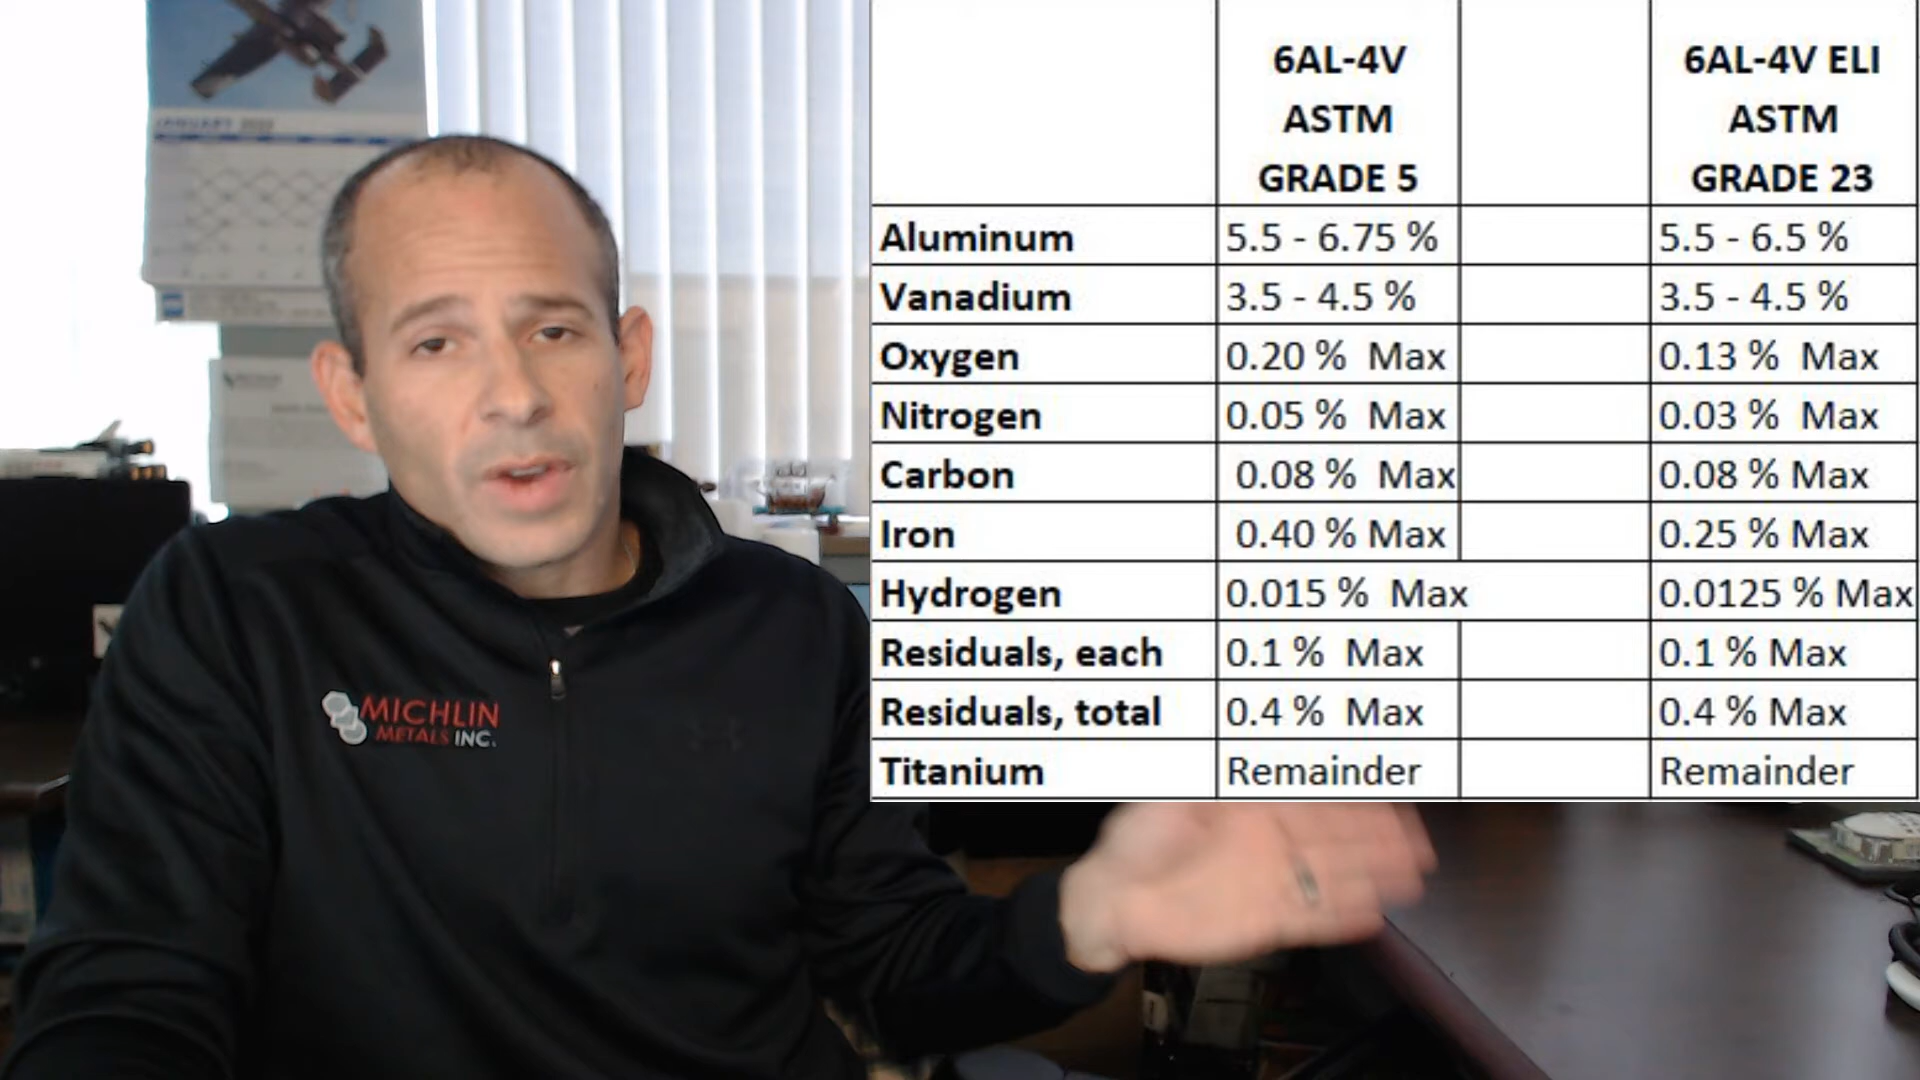 JANUARY 2022
MICHLIN
METALS INC.
6AL-4V
ASTM
GRADE 5
6AL-4V ELI
ASTM
GRADE 23
Aluminum 5.5 - 6.75 % 5.5 - 6.5 %
Vanadium 3.5 - 4.5 % 3.5 - 4.5 %
Oxygen 0.20 % Max 0.13 % Max
Nitrogen 0.05 % Max 0.03 % Max
Carbon 0.08 % Max 0.08 % Max
Iron 0.40 % Max 0.25 % Max
Hydrogen 0.015 % Max 0.0125 % Max
Residuals, each 0.1 % Max 0.1 % Max
Residuals, total 0.4 % Max 0.4 % Max
Titanium Remainder Remainder